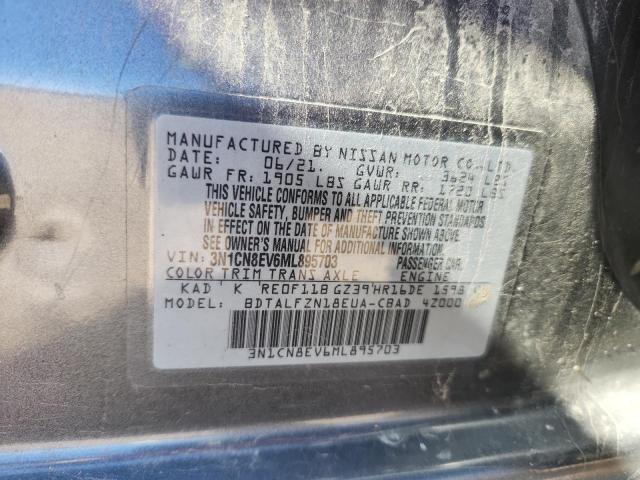 MANUFACTURED BY NISSAN MOTOR CO.,LTD
DATE: 06/21. GVWR: 3624 LBS
GAWR FR: 1905 LBS GAWR RR: 1720 LBS
THIS VEHICLE CONFORMS TO ALL APPLICABLE FEDERAL MOTOR
VEHICLE SAFETY, BUMPER AND THEFT PREVENTION STANDARDS
IN EFFECT ON THE DATE OF MANUFACTURE SHOWN ABOVE.
SEE OWNER'S MANUAL FOR ADDITIONAL INFORMATION.
VIN: 3N1CN8EV6ML895703 PASSENGER CAR
COLOR TRIM TRANS AXLE ENGINE
KAD K RE0F11B GZ39 HR16DE 1598
MODEL: BDTALFZN18EUA-CBAD 4Z000
3N1CN8EV6ML895703